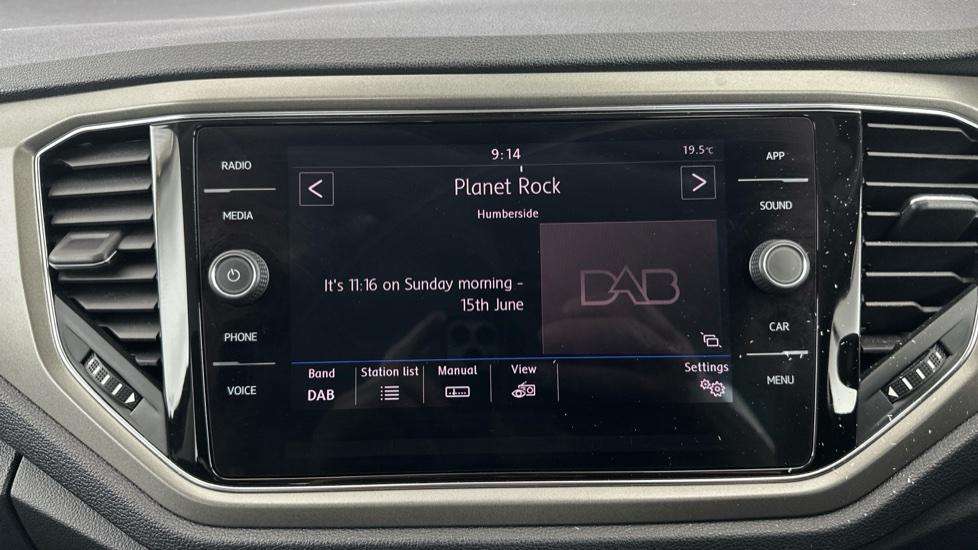 RADIO
MEDIA
PHONE
VOICE
9:14
19.5°C
<
Planet Rock
>
Humberside
It's 11:16 on Sunday morning -
15th June
DAB
Band
DAB
Station list
Manual
View
Settings
APP
SOUND
CAR
MENU